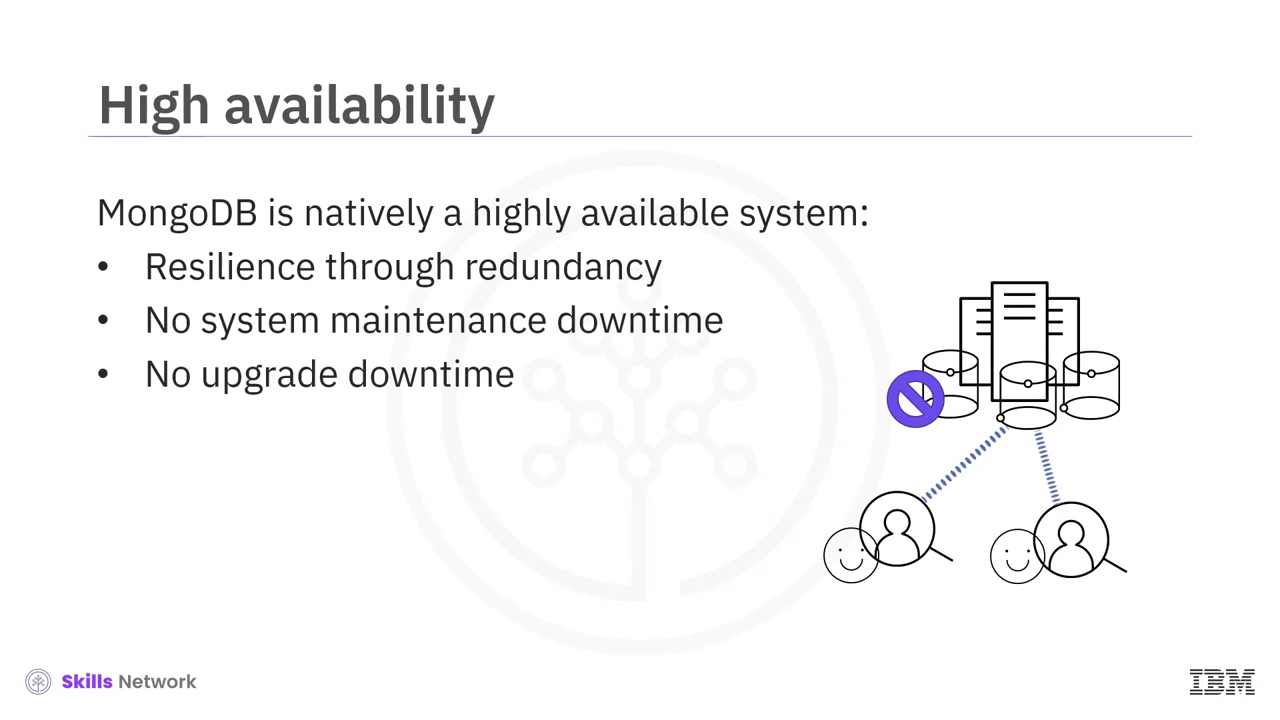 High availability
MongoDB is natively a highly available system:
• Resilience through redundancy
• No system maintenance downtime
• No upgrade downtime
Skills Network
IBM